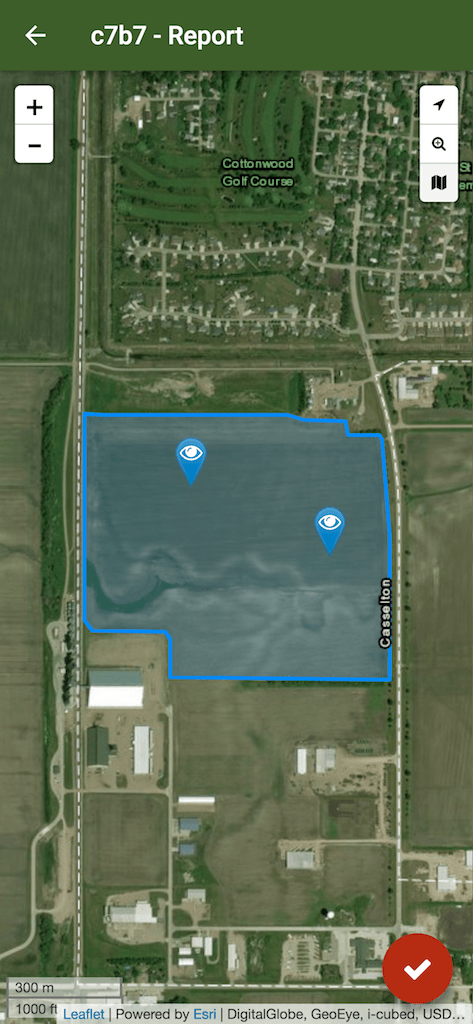 c7b7 - Report
+
−
Cottonwood
Golf Course
St
Casselton
300 m
1000 ft
Leaflet | Powered by Esri | DigitalGlobe, GeoEye, i-cubed, USD...